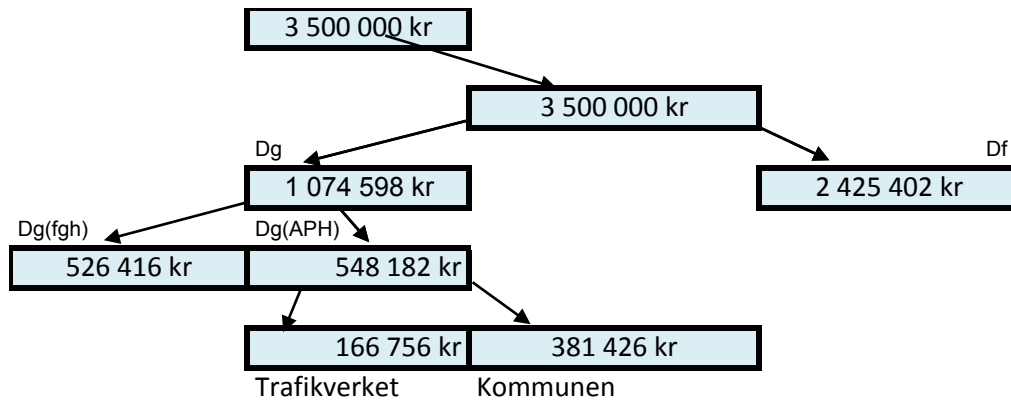 3 500 000 kr
3 500 000 kr
Dg
Df
1 074 598 kr
2 425 402 kr
Dg(fgh)
Dg(APH)
526 416 kr
548 182 kr
166 756 kr
381 426 kr
Trafikverket
Kommunen